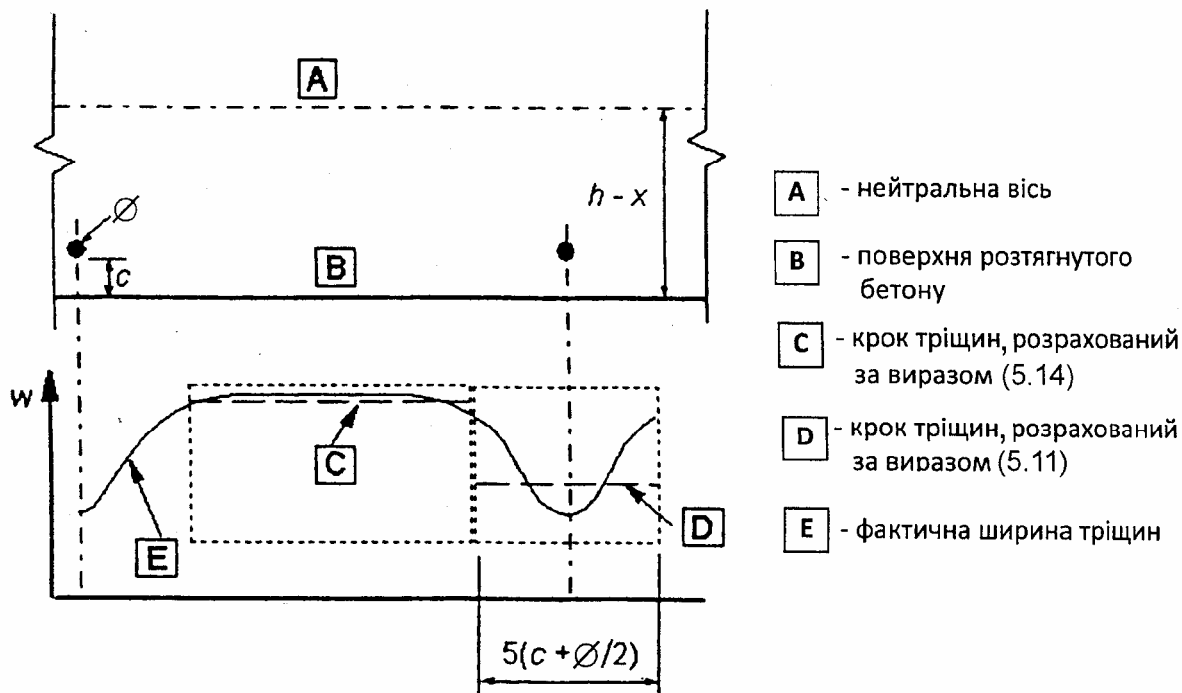 A
h - x
Ø
c
B
A - нейтральна вісь
B - поверхня розтягнутого
бетону
C - крок тріщин, розрахований
за виразом (5.14)
D - крок тріщин, розрахований
за виразом (5.11)
E - фактична ширина тріщин
w
C
D
E
5(c + Ø/2)